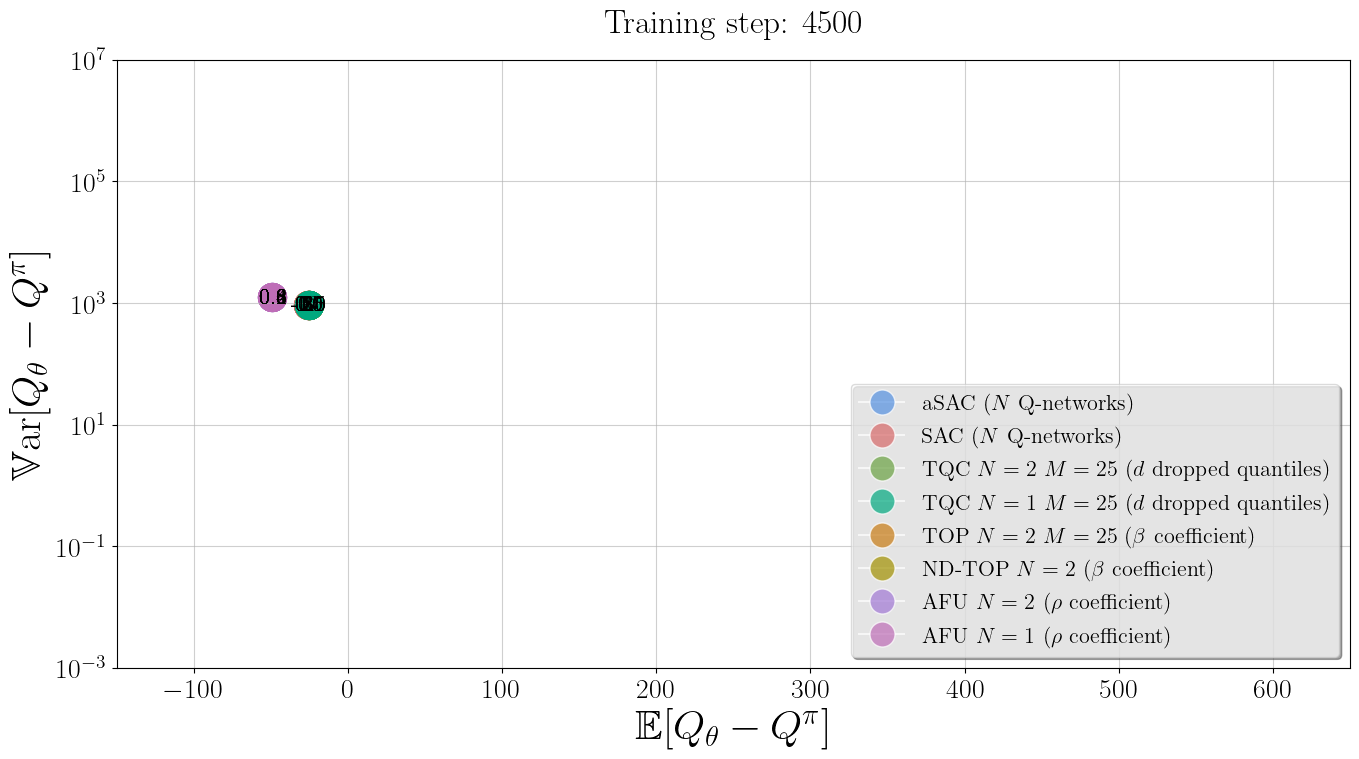 Training step: 4500
10^7
10^5
10^3
10^1
10^−1
10^−3
𝕍ar[Q_θ − Q^π]
−100
0
100
200
300
400
500
600
𝔼[Q_θ − Q^π]
aSAC (N Q-networks)
SAC (N Q-networks)
TQC N = 2 M = 25 (d dropped quantiles)
TQC N = 1 M = 25 (d dropped quantiles)
TOP N = 2 M = 25 (β coefficient)
ND-TOP N = 2 (β coefficient)
AFU N = 2 (ρ coefficient)
AFU N = 1 (ρ coefficient)